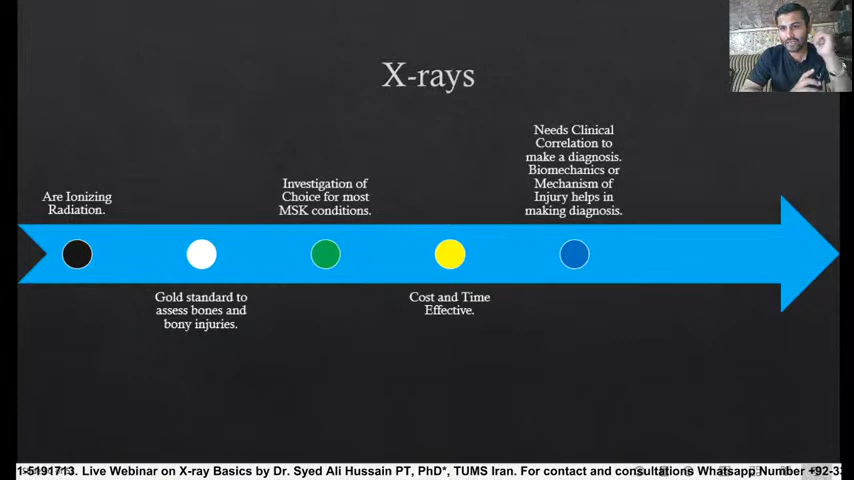 X-rays
Are Ionizing
Radiation.
Gold standard to
assess bones and
bony injuries.
Investigation of
Choice for most
MSK conditions.
Cost and Time
Effective.
Needs Clinical
Correlation to
make a diagnosis.
Biomechanics or
Mechanism of
Injury helps in
making diagnosis.
1-5191713. Live Webinar on X-ray Basics by Dr. Syed Ali Hussain PT, PhD*, TUMS Iran. For contact and consultations Whatsapp Number +92-33